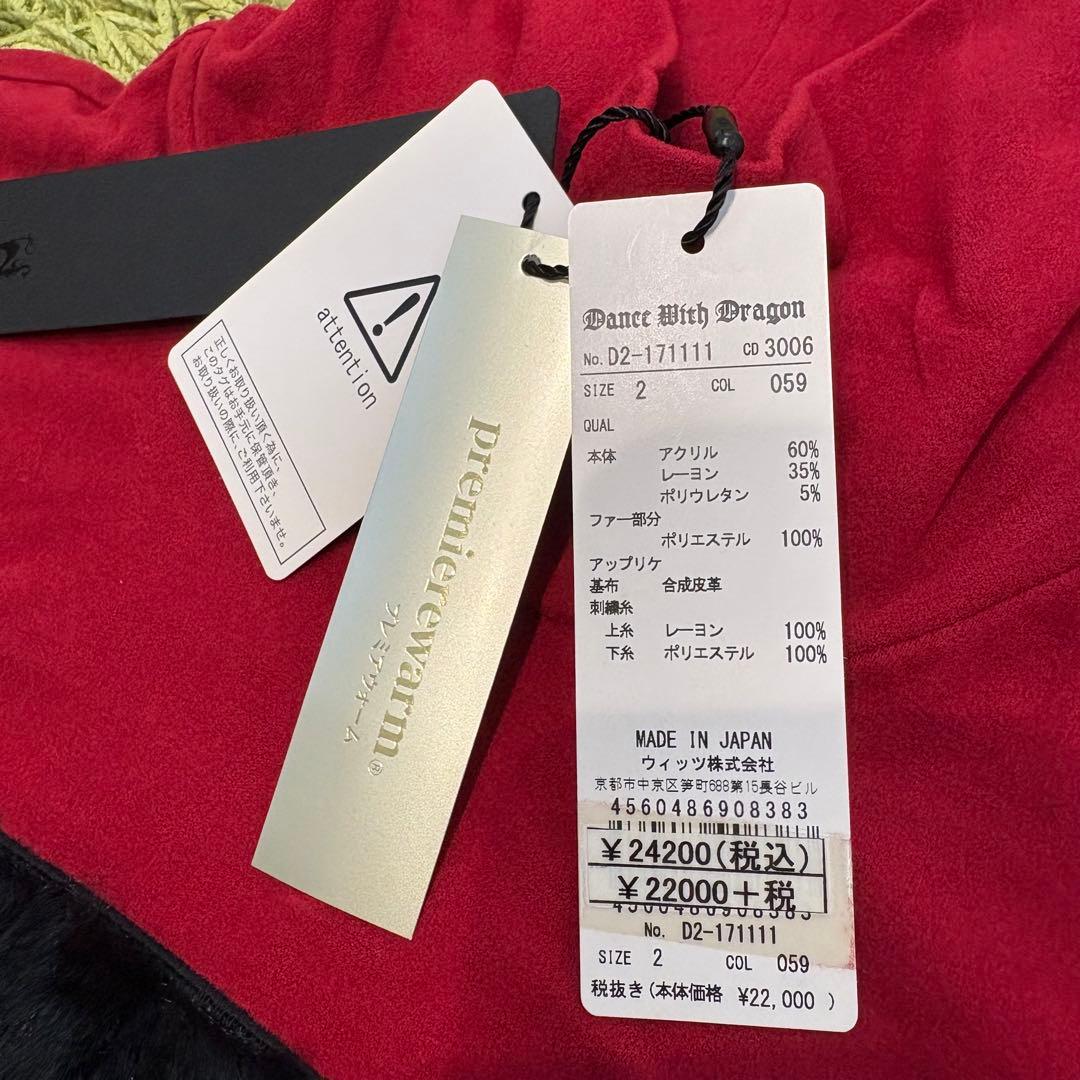 attention
正しくお取り扱い頂く為に、
このタグはお手元に保管頂き、
お取り扱いの際に、ご利用下さいませ。
premierewarm®
プレミアウォーム
Dance With Dragon
No. D2-171111 CD 3006
SIZE 2 COL 059
QUAL
本体 アクリル 60%
レーヨン 35%
ポリウレタン 5%
ファー部分
ポリエステル 100%
アップリケ
基布 合成皮革
刺繍糸
上糸 レーヨン 100%
下糸 ポリエステル 100%
MADE IN JAPAN
ウィッツ株式会社
京都市中京区笋町688第15長谷ビル
4560486908383
¥24200(税込)
¥22000+税
4560486908383
No. D2-171111
SIZE 2 COL 059
税抜き(本体価格 ¥22,000 )